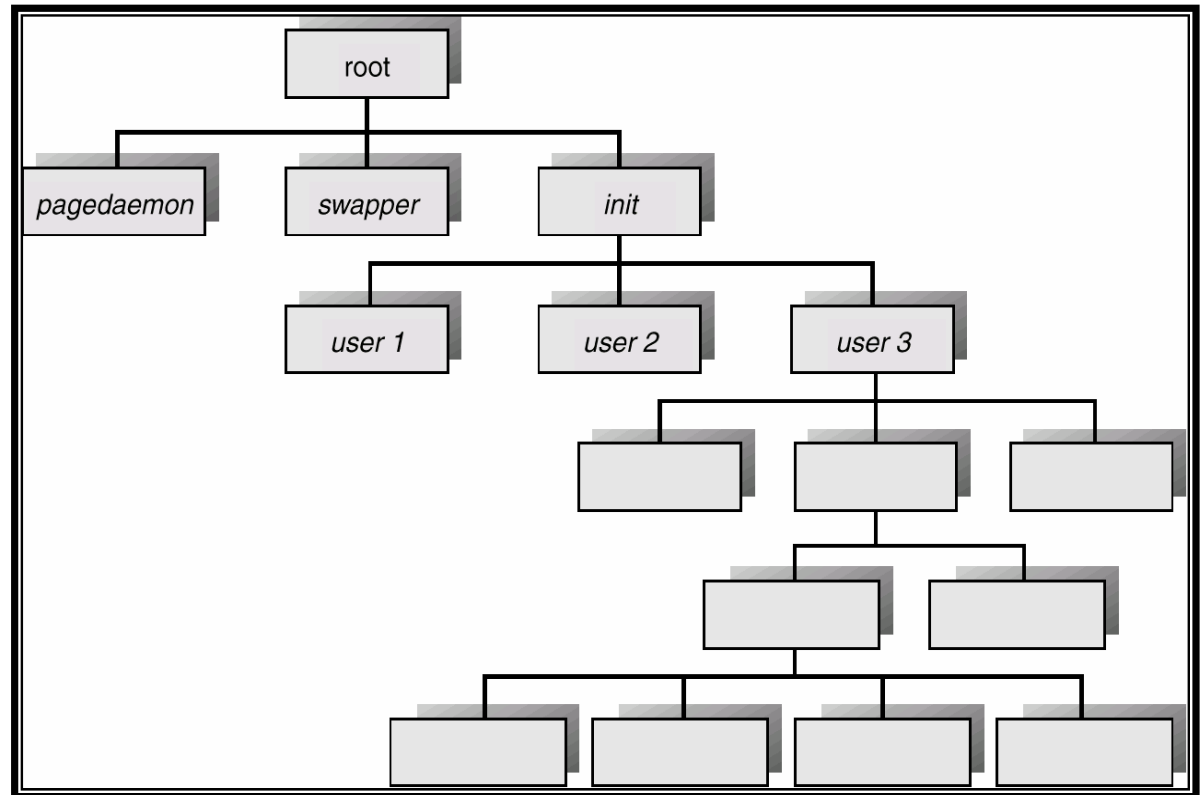 root
pagedaemon
swapper
init
user 1
user 2
user 3